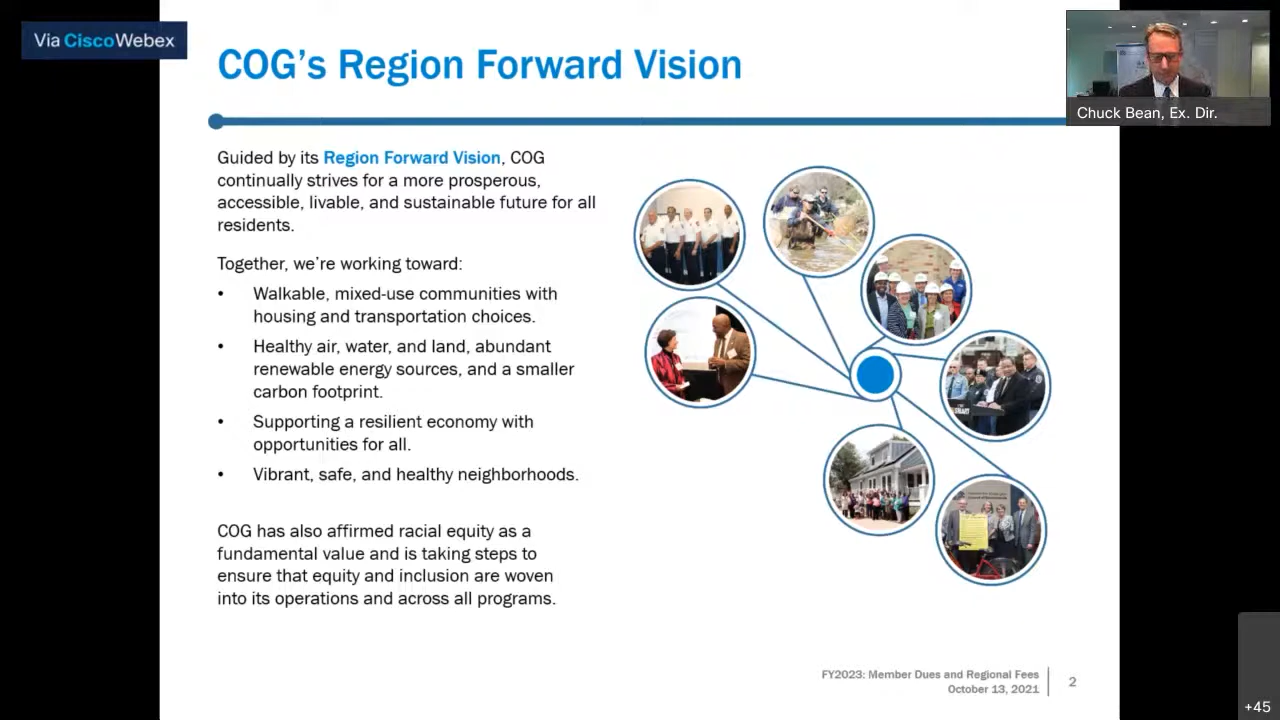 Via CiscoWebex
COG's Region Forward Vision
Chuck Bean, Ex. Dir.
Guided by its Region Forward Vision, COG
continually strives for a more prosperous,
accessible, livable, and sustainable future for all
residents.
Together, we're working toward:
• Walkable, mixed-use communities with
housing and transportation choices.
• Healthy air, water, and land, abundant
renewable energy sources, and a smaller
carbon footprint.
• Supporting a resilient economy with
opportunities for all.
• Vibrant, safe, and healthy neighborhoods.
COG has also affirmed racial equity as a
fundamental value and is taking steps to
ensure that equity and inclusion are woven
into its operations and across all programs.
FY2023: Member Dues and Regional Fees
October 13, 2021
2
+45